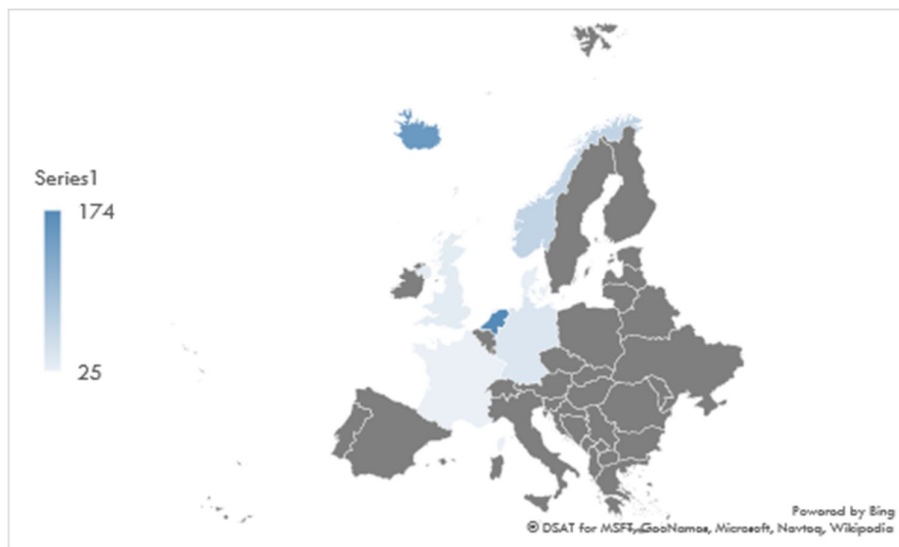 Series1
174
25
Powered by Bing
© DSAT for MSFT, GeoNames, Microsoft, Navteq, Wikipedia